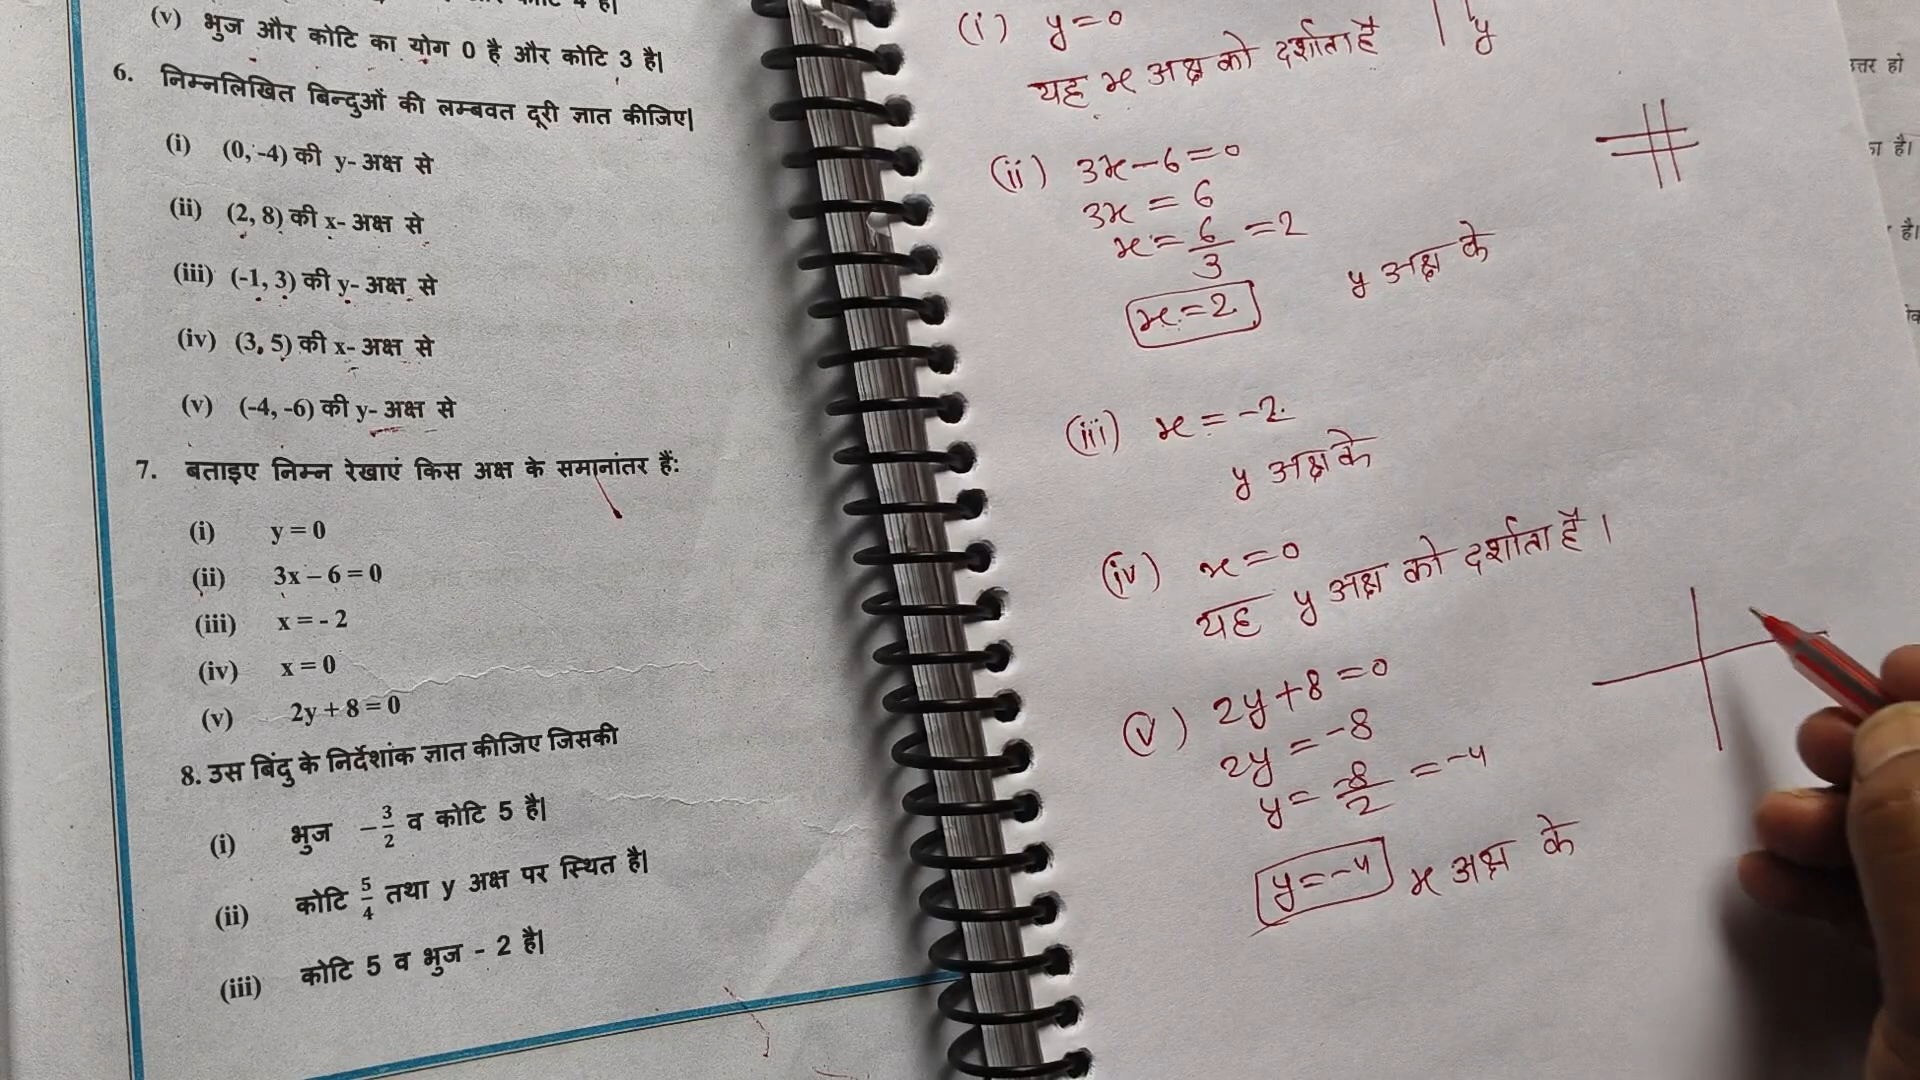 (v) भुज और कोटि का योग 0 है और कोटि 3 है|
6. निम्नलिखित बिन्दुओं की लम्बवत दूरी ज्ञात कीजिए|
(i) (0, -4) की y- अक्ष से
(ii) (2, 8) की x- अक्ष से
(iii) (-1, 3) की y- अक्ष से
(iv) (3, 5) की x- अक्ष से
(v) (-4, -6) की y- अक्ष से
7. बताइए निम्न रेखाएं किस अक्ष के समानांतर हैं:
(i) y = 0
(ii) 3x – 6 = 0
(iii) x = - 2
(iv) x = 0
(v) 2y + 8 = 0
8. उस बिंदु के निर्देशांक ज्ञात कीजिए जिसकी
(i) भुज -3/2 व कोटि 5 है|
(ii) कोटि 5/4 तथा y अक्ष पर स्थित है|
(iii) कोटि 5 व भुज - 2 है|
(i) y=0
यह x अक्ष को दर्शाता है
y
(ii) 3x-6=0
3x = 6
x = 6/3 = 2
x = 2 y अक्ष के
(iii) x = -2
y अक्ष के
(iv) x = 0
यह y अक्ष को दर्शाता है।
(v) 2y+8=0
2y = -8
y = -8/2 = -4
y=-4 x अक्ष के
त्तर हो
का है।
है।